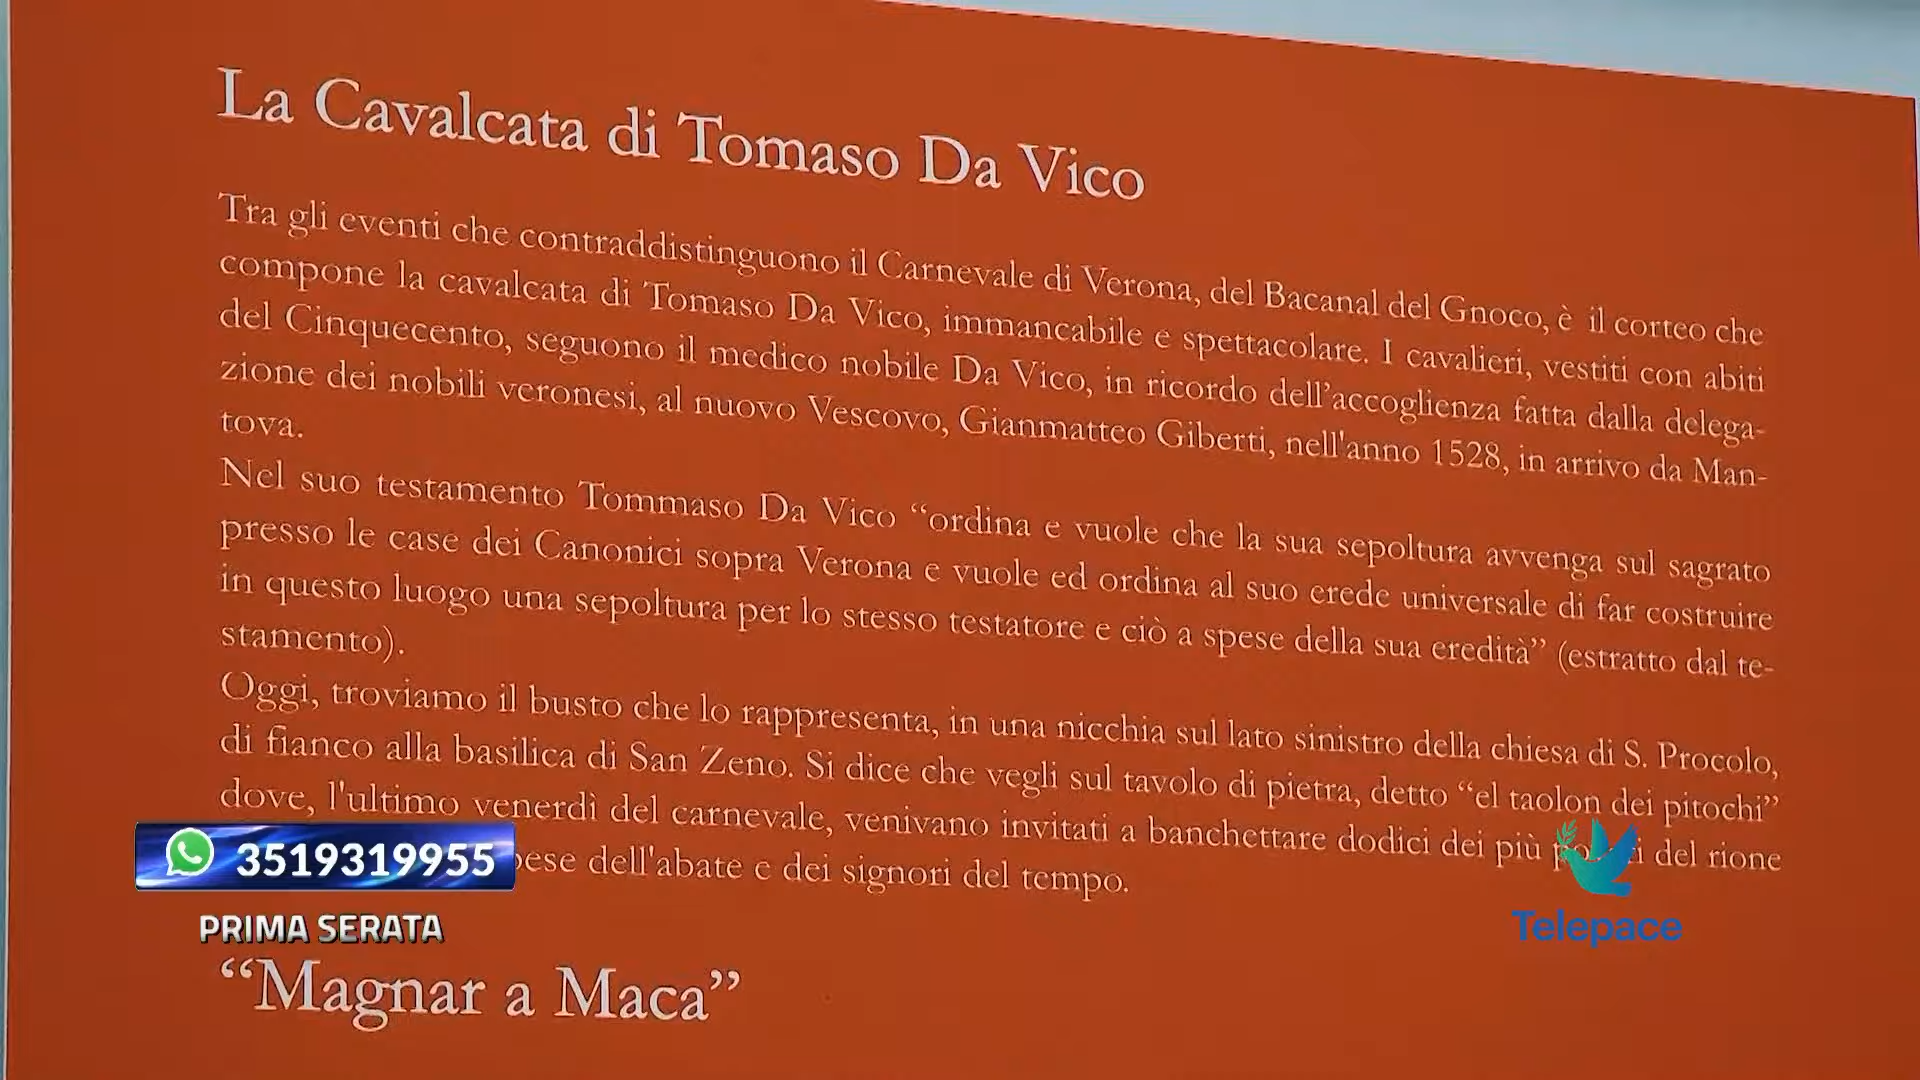 La Cavalcata di Tomaso Da Vico
Tra gli eventi che contraddistinguono il Carnevale di Verona, del Bacanal del Gnoco, è il corteo che
compone la cavalcata di Tomaso Da Vico, immancabile e spettacolare. I cavalieri, vestiti con abiti
del Cinquecento, seguono il medico nobile Da Vico, in ricordo dell'accoglienza fatta dalla delega-
zione dei nobili veronesi, al nuovo Vescovo, Gianmatteo Giberti, nell'anno 1528, in arrivo da Man-
tova.
Nel suo testamento Tommaso Da Vico “ordina e vuole che la sua sepoltura avvenga sul sagrato
presso le case dei Canonici sopra Verona e vuole ed ordina al suo erede universale di far costruire
in questo luogo una sepoltura per lo stesso testatore e ciò a spese della sua eredità” (estratto dal te-
stamento).
Oggi, troviamo il busto che lo rappresenta, in una nicchia sul lato sinistro della chiesa di S. Procolo,
di fianco alla basilica di San Zeno. Si dice che vegli sul tavolo di pietra, detto “el taolon dei pitochi”
dove, l'ultimo venerdì del carnevale, venivano invitati a banchettare dodici dei più del rione
dell'abate e dei signori del tempo.
3519319955
PRIMA SERATA
Telepace
“Magnar a Maca”